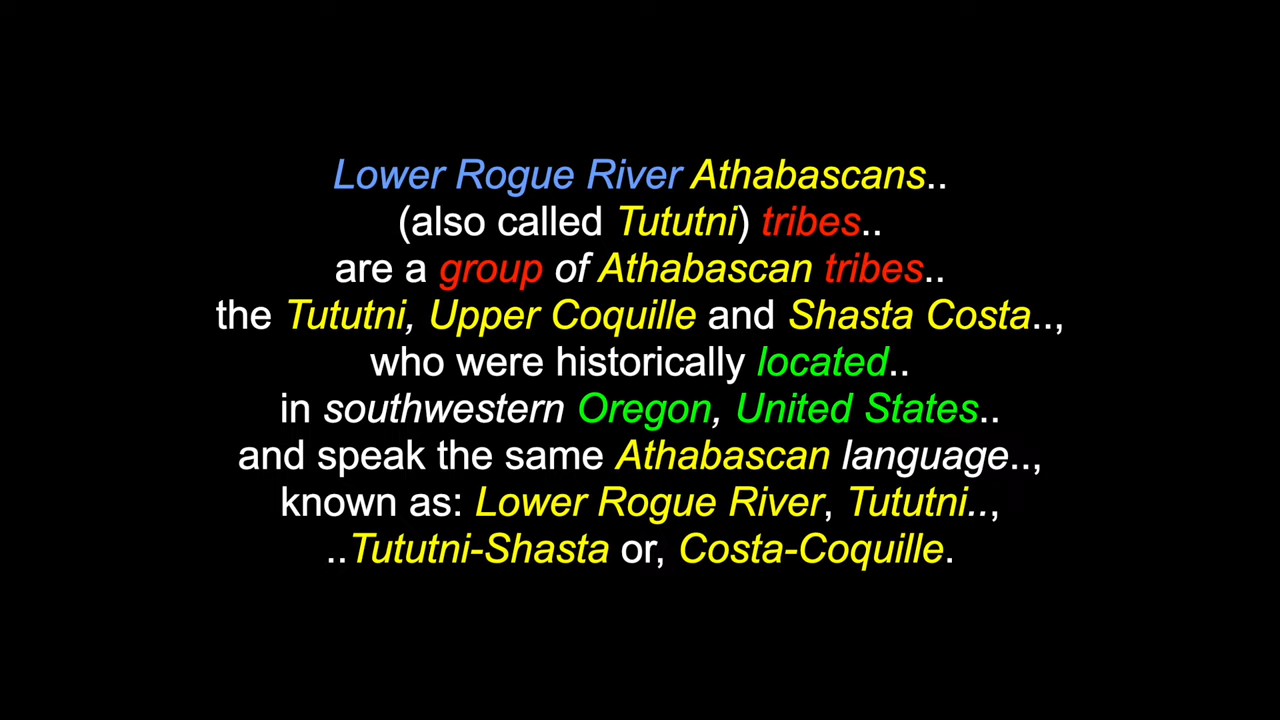 Lower Rogue River Athabascans..
(also called Tututni) tribes..
are a group of Athabascan tribes..
the Tututni, Upper Coquille and Shasta Costa..,
who were historically located..
in southwestern Oregon, United States..
and speak the same Athabascan language..,
known as: Lower Rogue River, Tututni..,
..Tututni-Shasta or, Costa-Coquille.